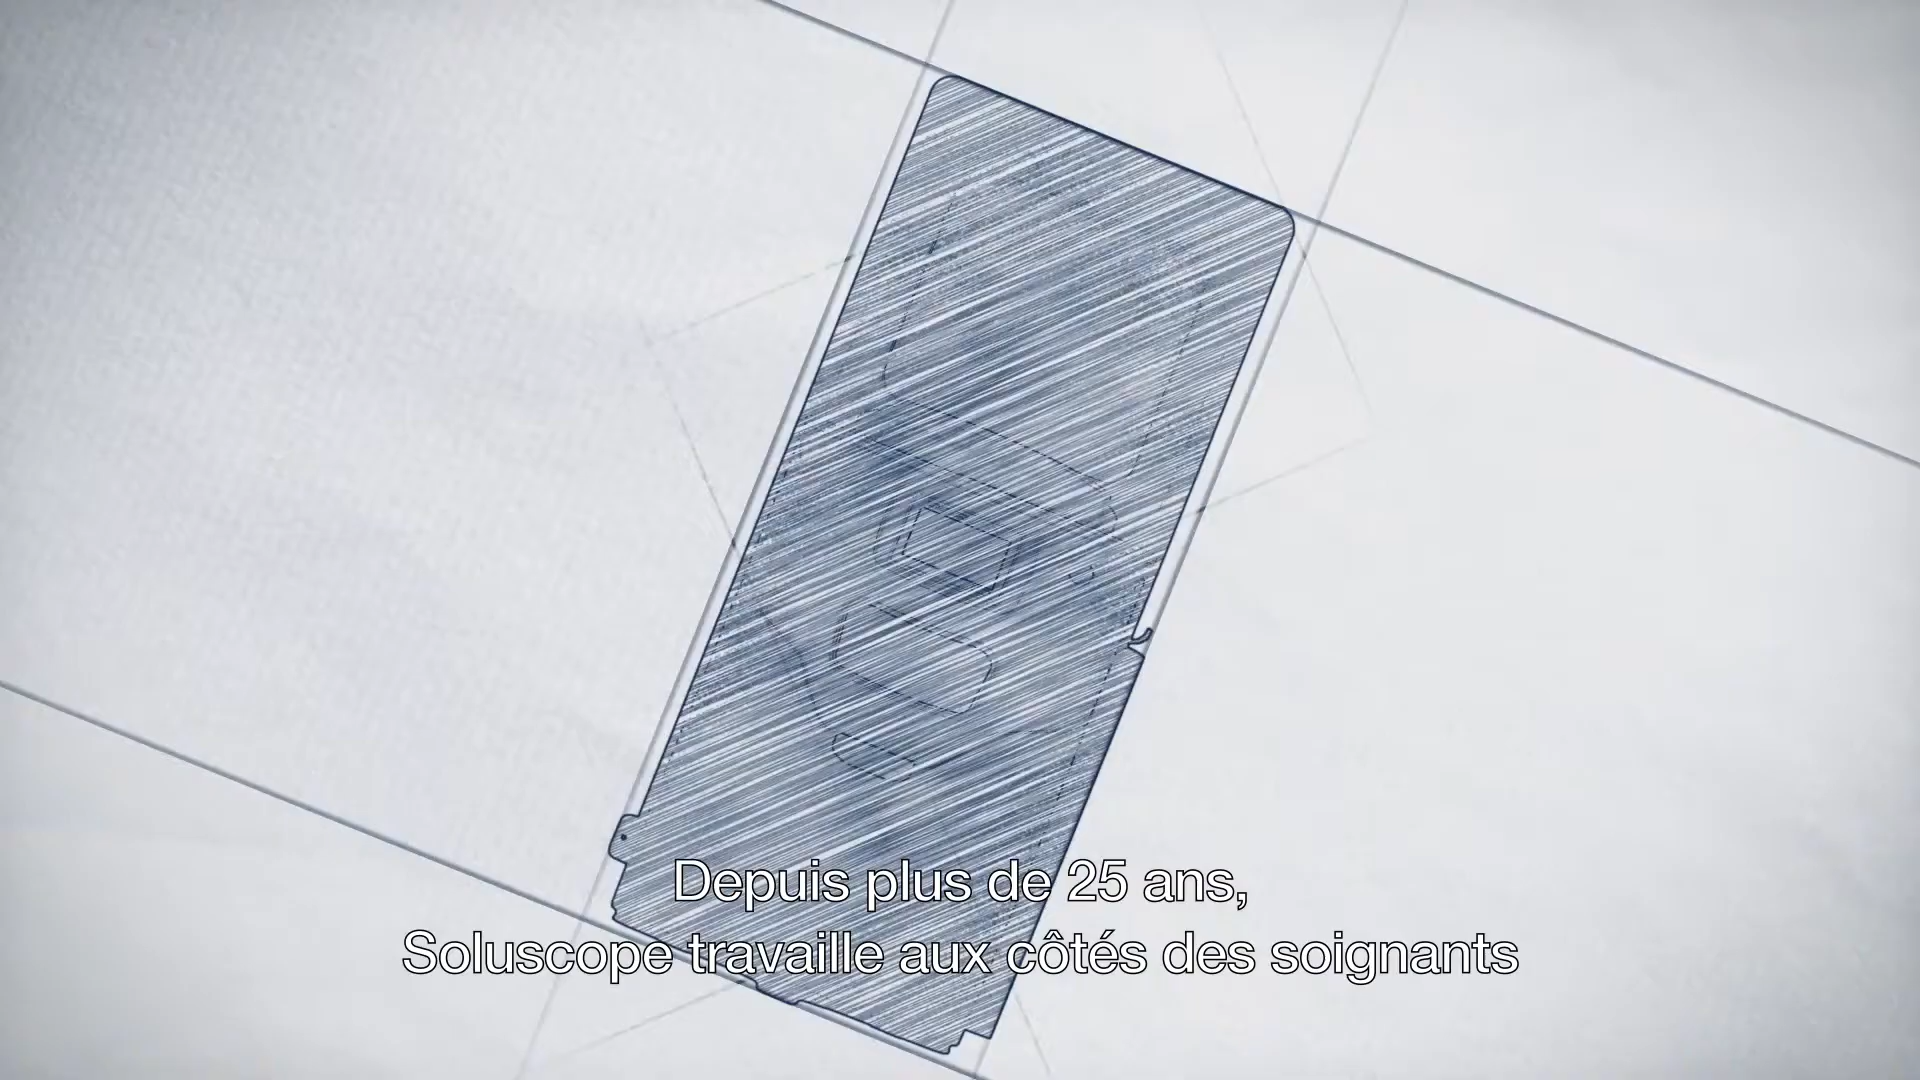 Depuis plus de 25 ans,
Soluscope travaille aux côtés des soignants